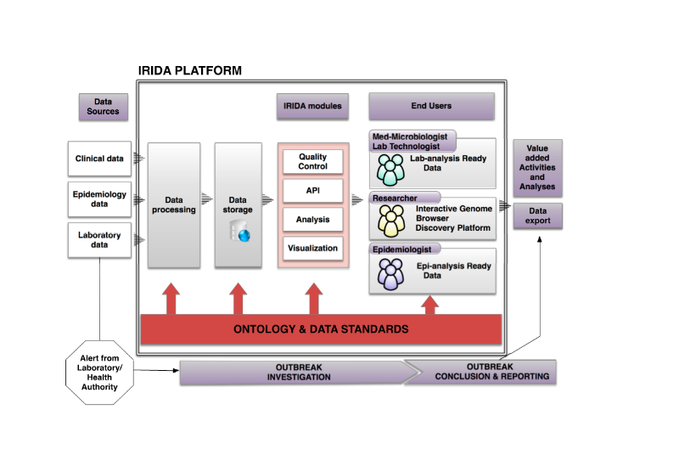 IRIDA PLATFORM
Data
Sources
IRIDA modules
End Users
Clinical data
Epidemiology
data
Laboratory
data
Data
processing
Data
storage
Quality
Control
API
Analysis
Visualization
Med-Microbiologist
Lab Technologist
Lab-analysis Ready
Data
Researcher
Interactive Genome
Browser
Discovery Platform
Epidemiologist
Epi-analysis Ready
Data
Value
added
Activities
and
Analyses
Data
export
ONTOLOGY & DATA STANDARDS
Alert from
Laboratory/
Health
Authority
OUTBREAK
INVESTIGATION
OUTBREAK
CONCLUSION & REPORTING